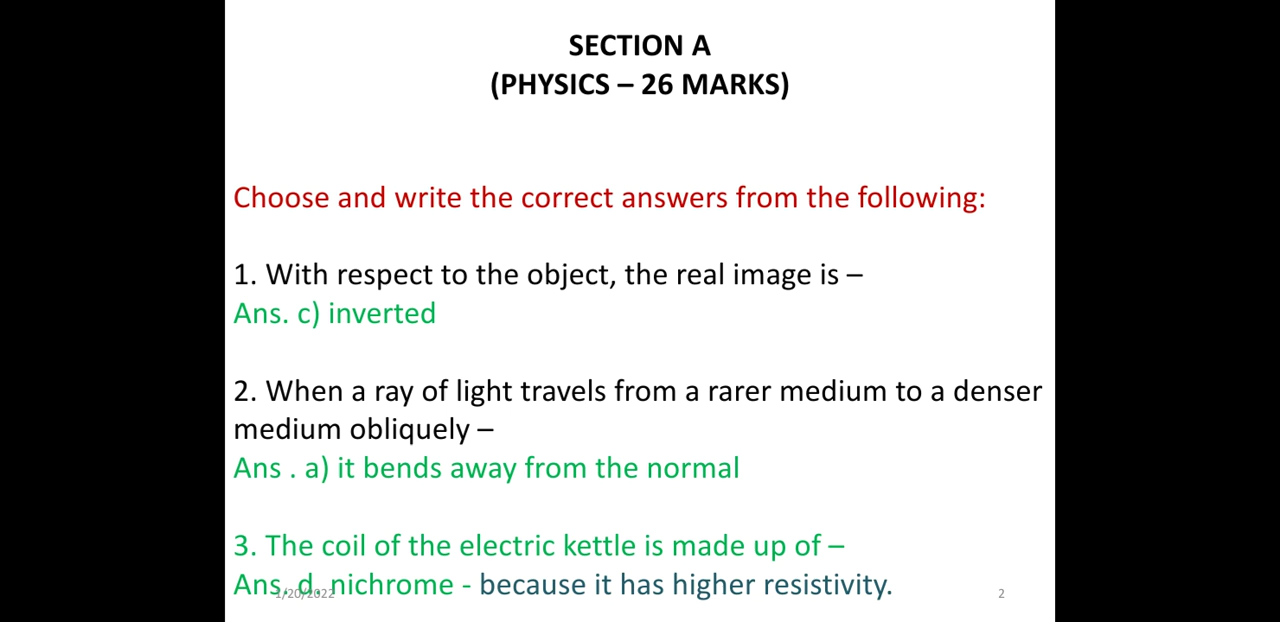 SECTION A
(PHYSICS – 26 MARKS)
Choose and write the correct answers from the following:
1. With respect to the object, the real image is –
Ans. c) inverted
2. When a ray of light travels from a rarer medium to a denser
medium obliquely –
Ans . a) it bends away from the normal
3. The coil of the electric kettle is made up of –
Ans. d. nichrome - because it has higher resistivity.
1/20/2022
2